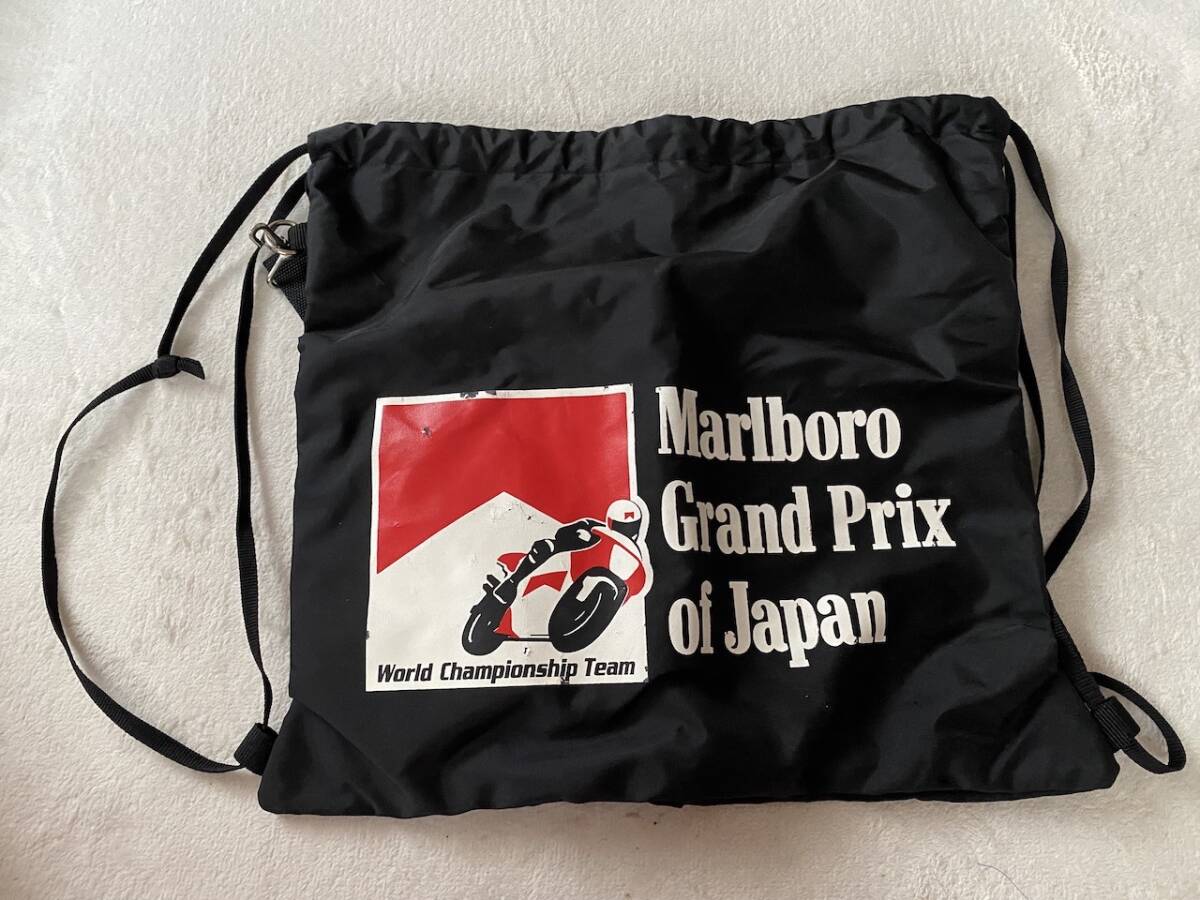 Marlboro
Grand Prix
of Japan
World Championship Team